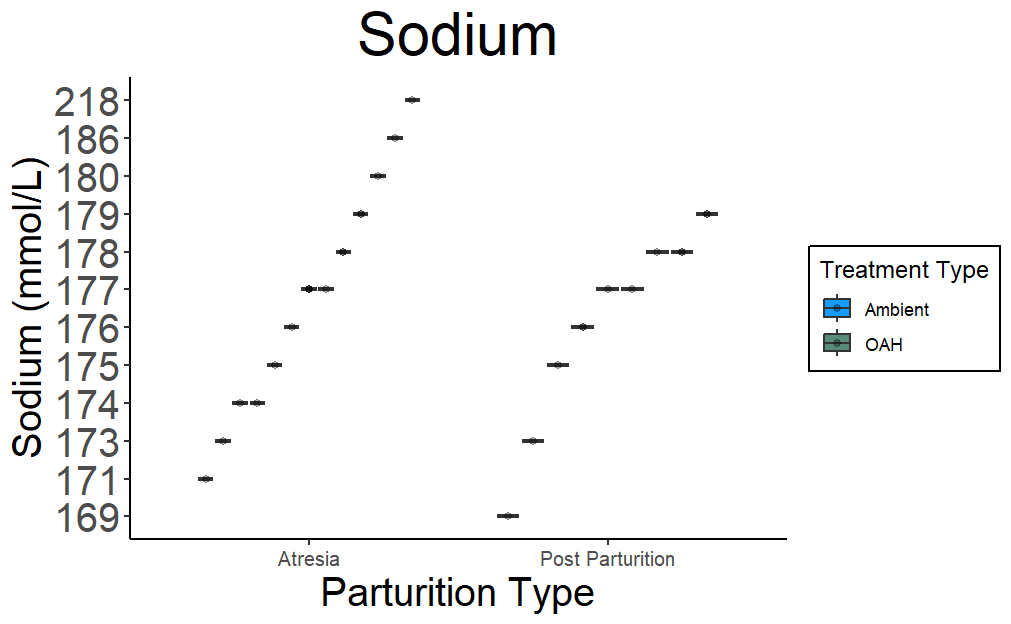 Sodium
Sodium (mmol/L)
218
186
180
179
178
177
176
175
174
173
171
169
Atresia
Post Parturition
Parturition Type
Treatment Type
Ambient
OAH